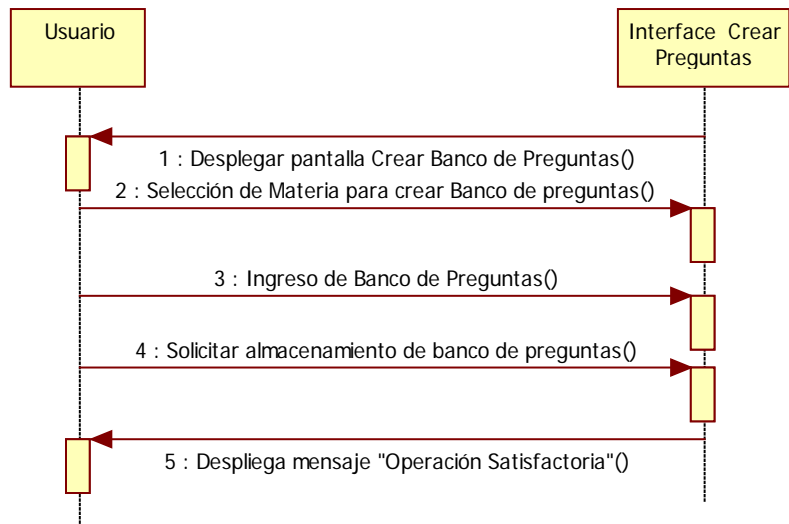 Usuario
Interface Crear
Preguntas
1 : Desplegar pantalla Crear Banco de Preguntas()
2 : Selección de Materia para crear Banco de preguntas()
3 : Ingreso de Banco de Preguntas()
4 : Solicitar almacenamiento de banco de preguntas()
5 : Despliega mensaje "Operación Satisfactoria"()